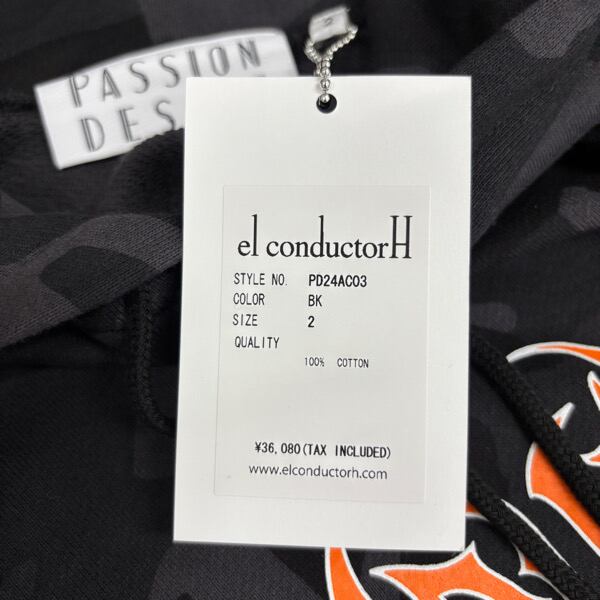 2
PASSION
DES
el conductorH
STYLE NO. PD24AC03
COLOR BK
SIZE 2
QUALITY
100% COTTON
¥36,080(TAX INCLUDED)
www.elconductorh.com